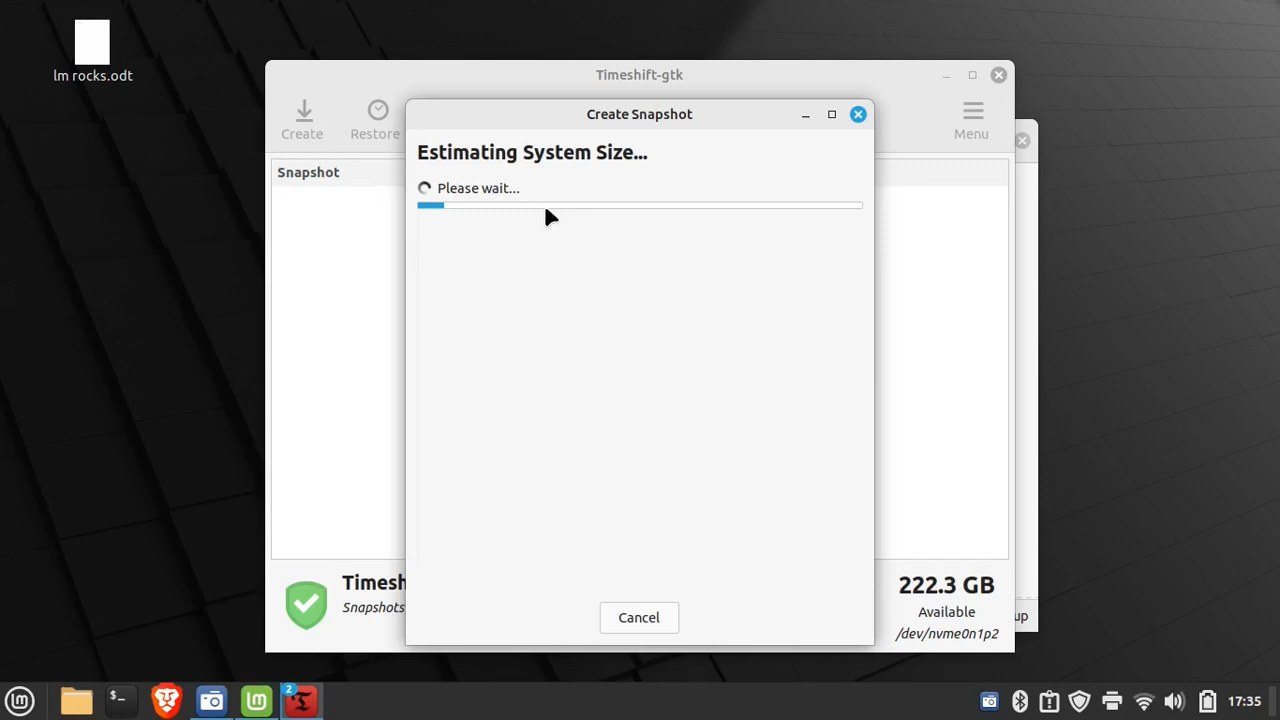 lm rocks.odt
Timeshift-gtk
Create
Restore
Menu
Snapshot
Create Snapshot
Estimating System Size...
Please wait...
Cancel
Timesh
Snapshots
222.3 GB
Available
/dev/nvme0n1p2
up
$_
2
17:35